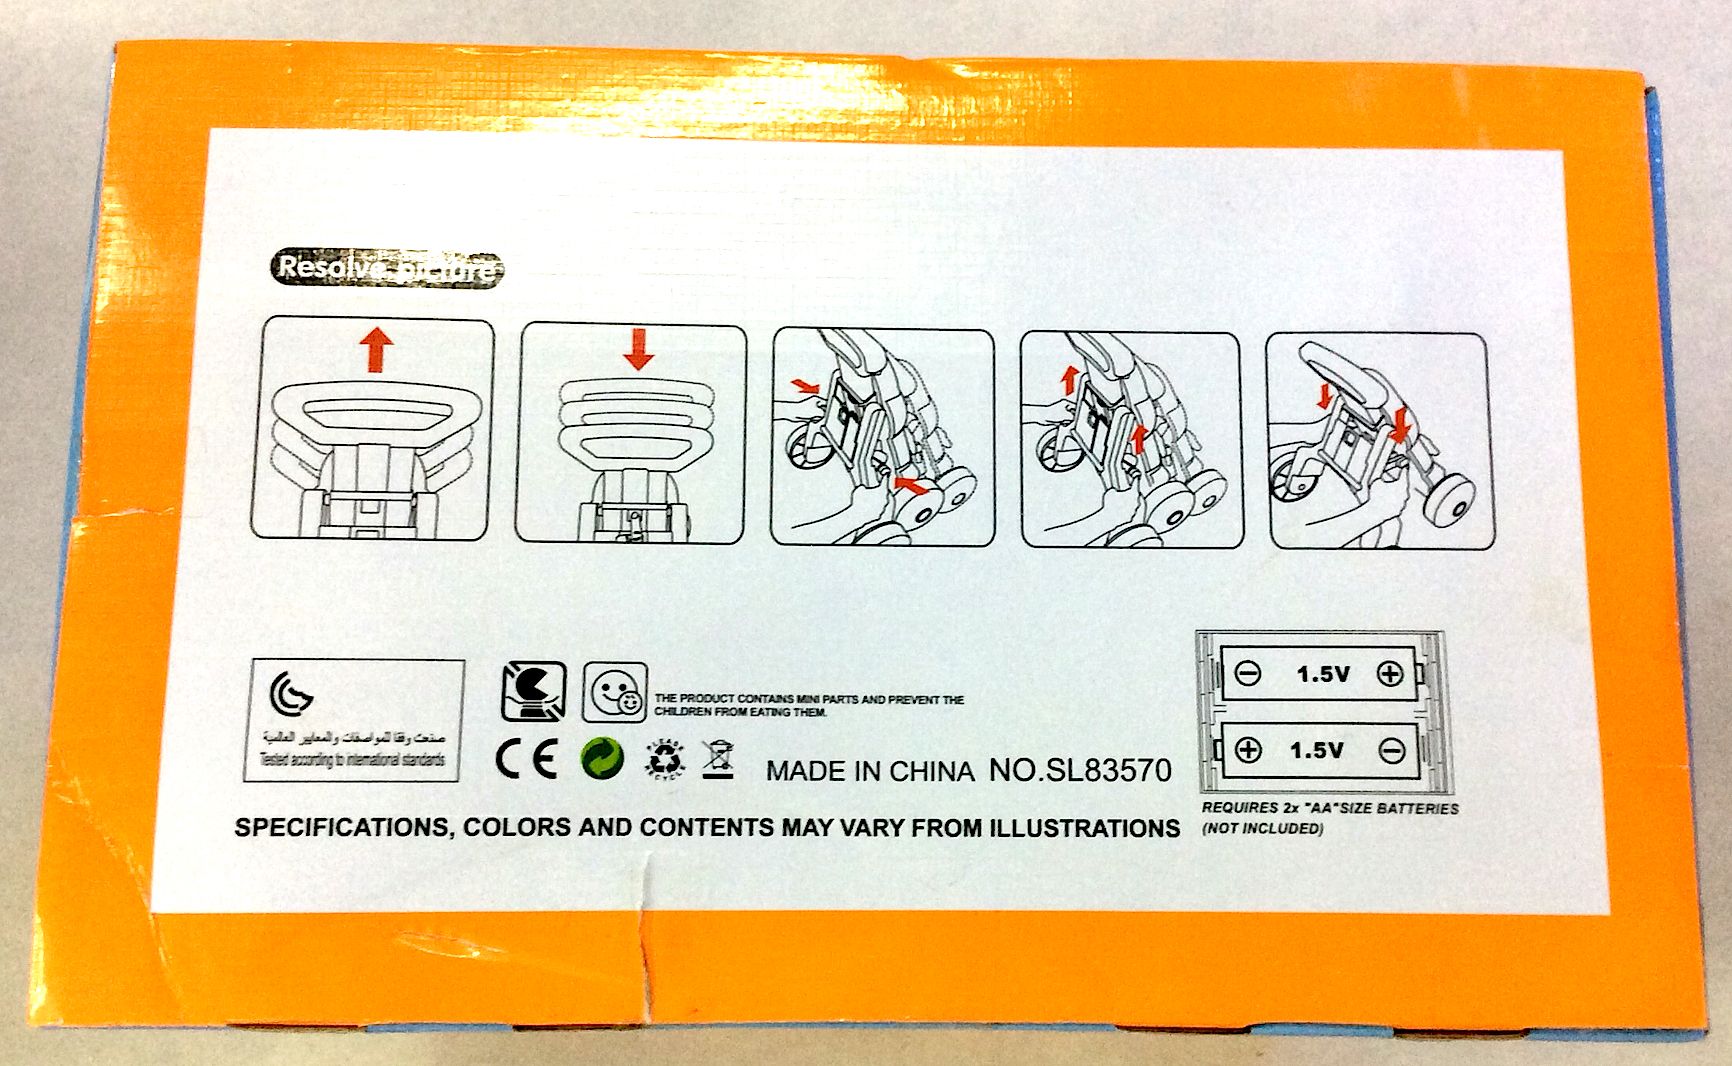 Resolve picture
صنعت وفقا للمواصفات والمعايير العالمية
Tested according to international standards
THE PRODUCT CONTAINS MINI PARTS AND PREVENT THE
CHILDREN FROM EATING THEM.
CE
PLEASE
RECYCLE
MADE IN CHINA NO.SL83570
SPECIFICATIONS, COLORS AND CONTENTS MAY VARY FROM ILLUSTRATIONS
- 1.5V +
+ 1.5V -
REQUIRES 2x "AA"SIZE BATTERIES
(NOT INCLUDED)